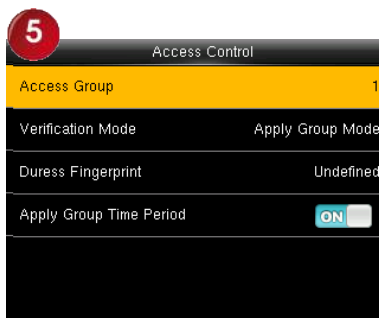 5
Access Control
Access Group 1
Verification Mode Apply Group Mode
Duress Fingerprint Undefined
Apply Group Time Period ON